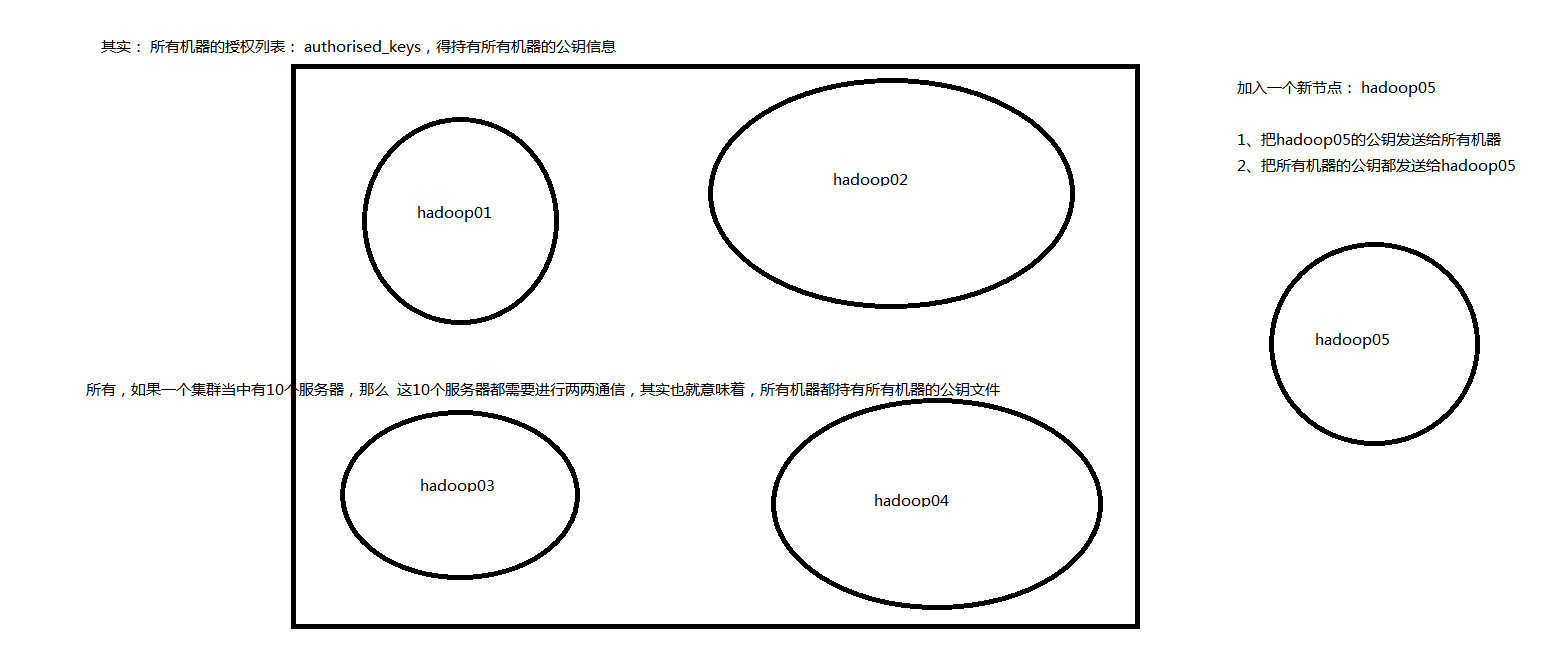 其实： 所有机器的授权列表： authorised_keys，得持有所有机器的公钥信息
加入一个新节点： hadoop05
1、把hadoop05的公钥发送给所有机器
2、把所有机器的公钥都发送给hadoop05
hadoop01
hadoop02
hadoop05
所有，如果一个集群当中有10个服务器，那么 这10个服务器都需要进行两两通信，其实也就意味着，所有机器都持有所有机器的公钥文件
hadoop03
hadoop04